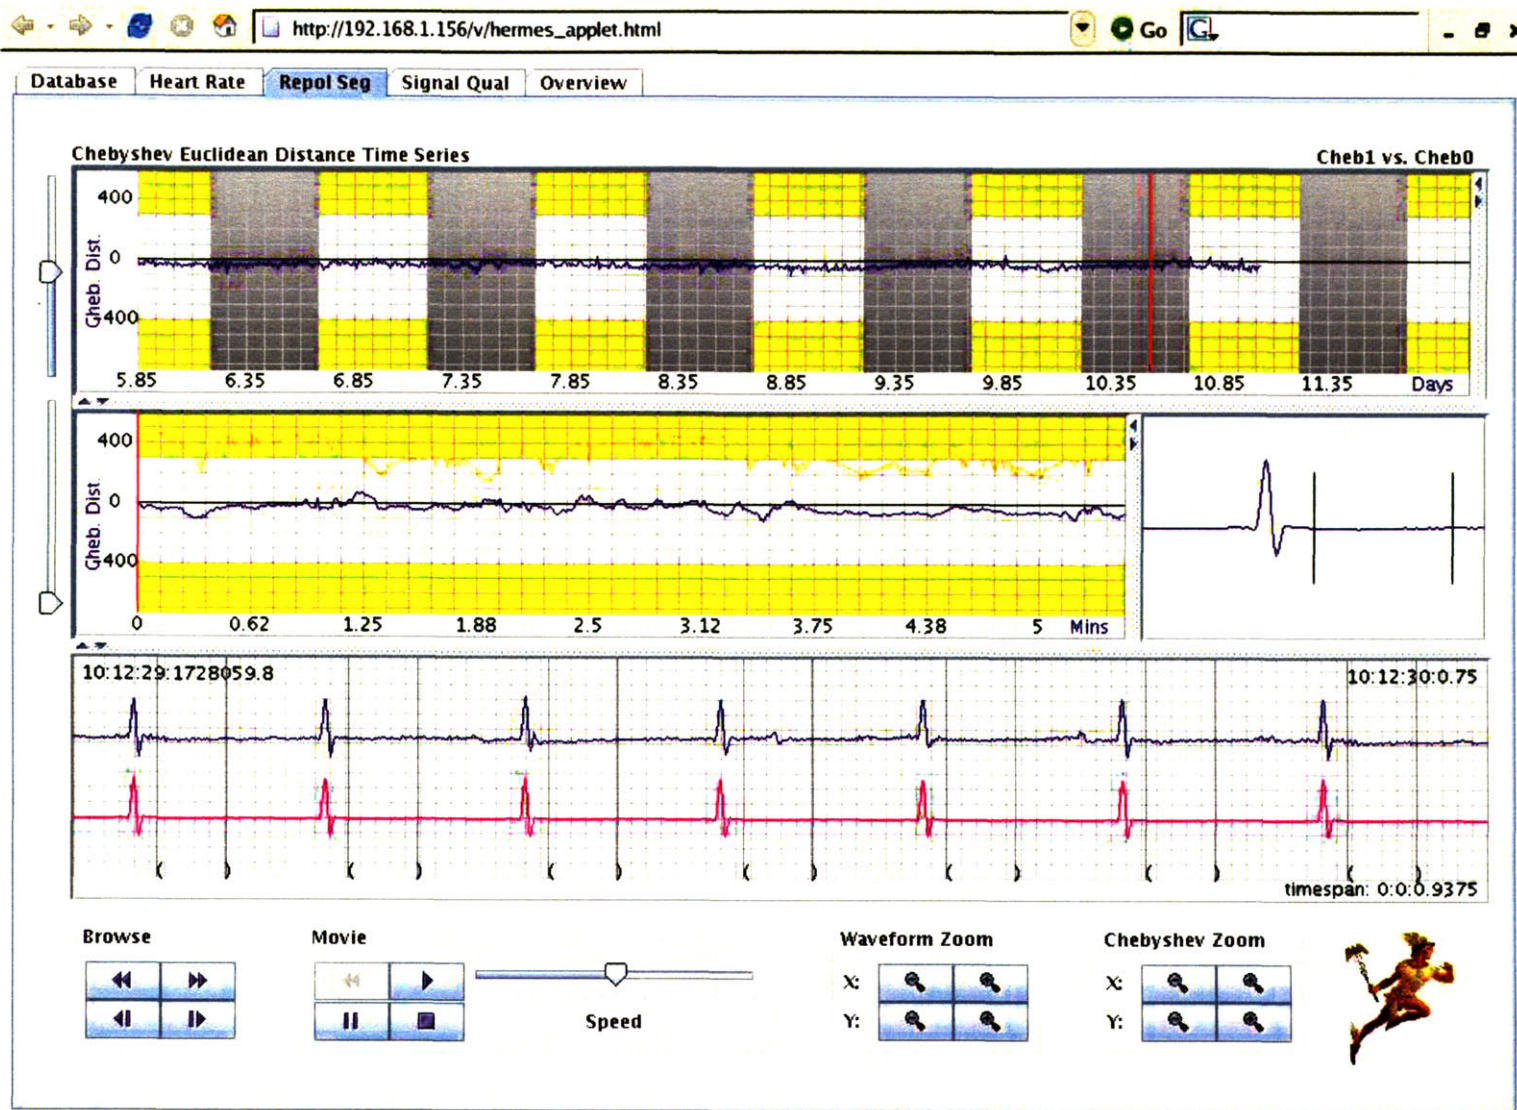 http://192.168.1.156/v/hermes_applet.html
Go
G
Database Heart Rate Repol Seg Signal Qual Overview
Chebyshev Euclidean Distance Time Series Cheb1 vs. Cheb0
400
0
-400
Cheb. Dist.
5.85 6.35 6.85 7.35 7.85 8.35 8.85 9.35 9.85 10.35 10.85 11.35 Days
400
0
-400
Cheb. Dist.
0 0.62 1.25 1.88 2.5 3.12 3.75 4.38 5 Mins
10:12:29:1728059.8 10:12:30:0.75
( ) ( ) ( ) ( ) ( ) ( ) ( )
timespan: 0:0:0.9375
Browse Movie Waveform Zoom Chebyshev Zoom
X: X:
Speed Y: Y: